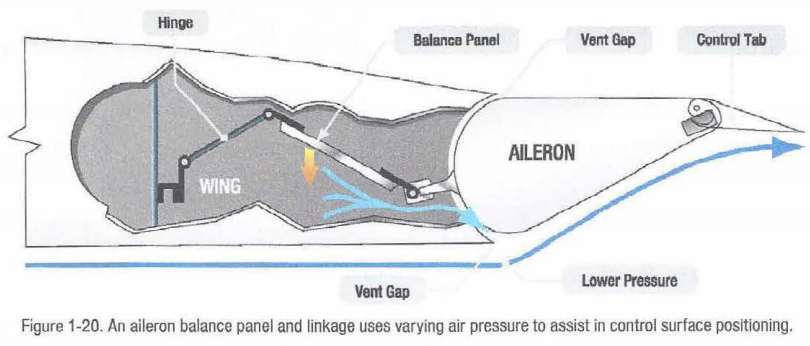 Hinge
Balance Panel
Vent Gap
Control Tab
AILERON
WING
Lower Pressure
Vent Gap
Figure 1-20. An aileron balance panel and linkage uses varying air pressure to assist in control surface positioning.